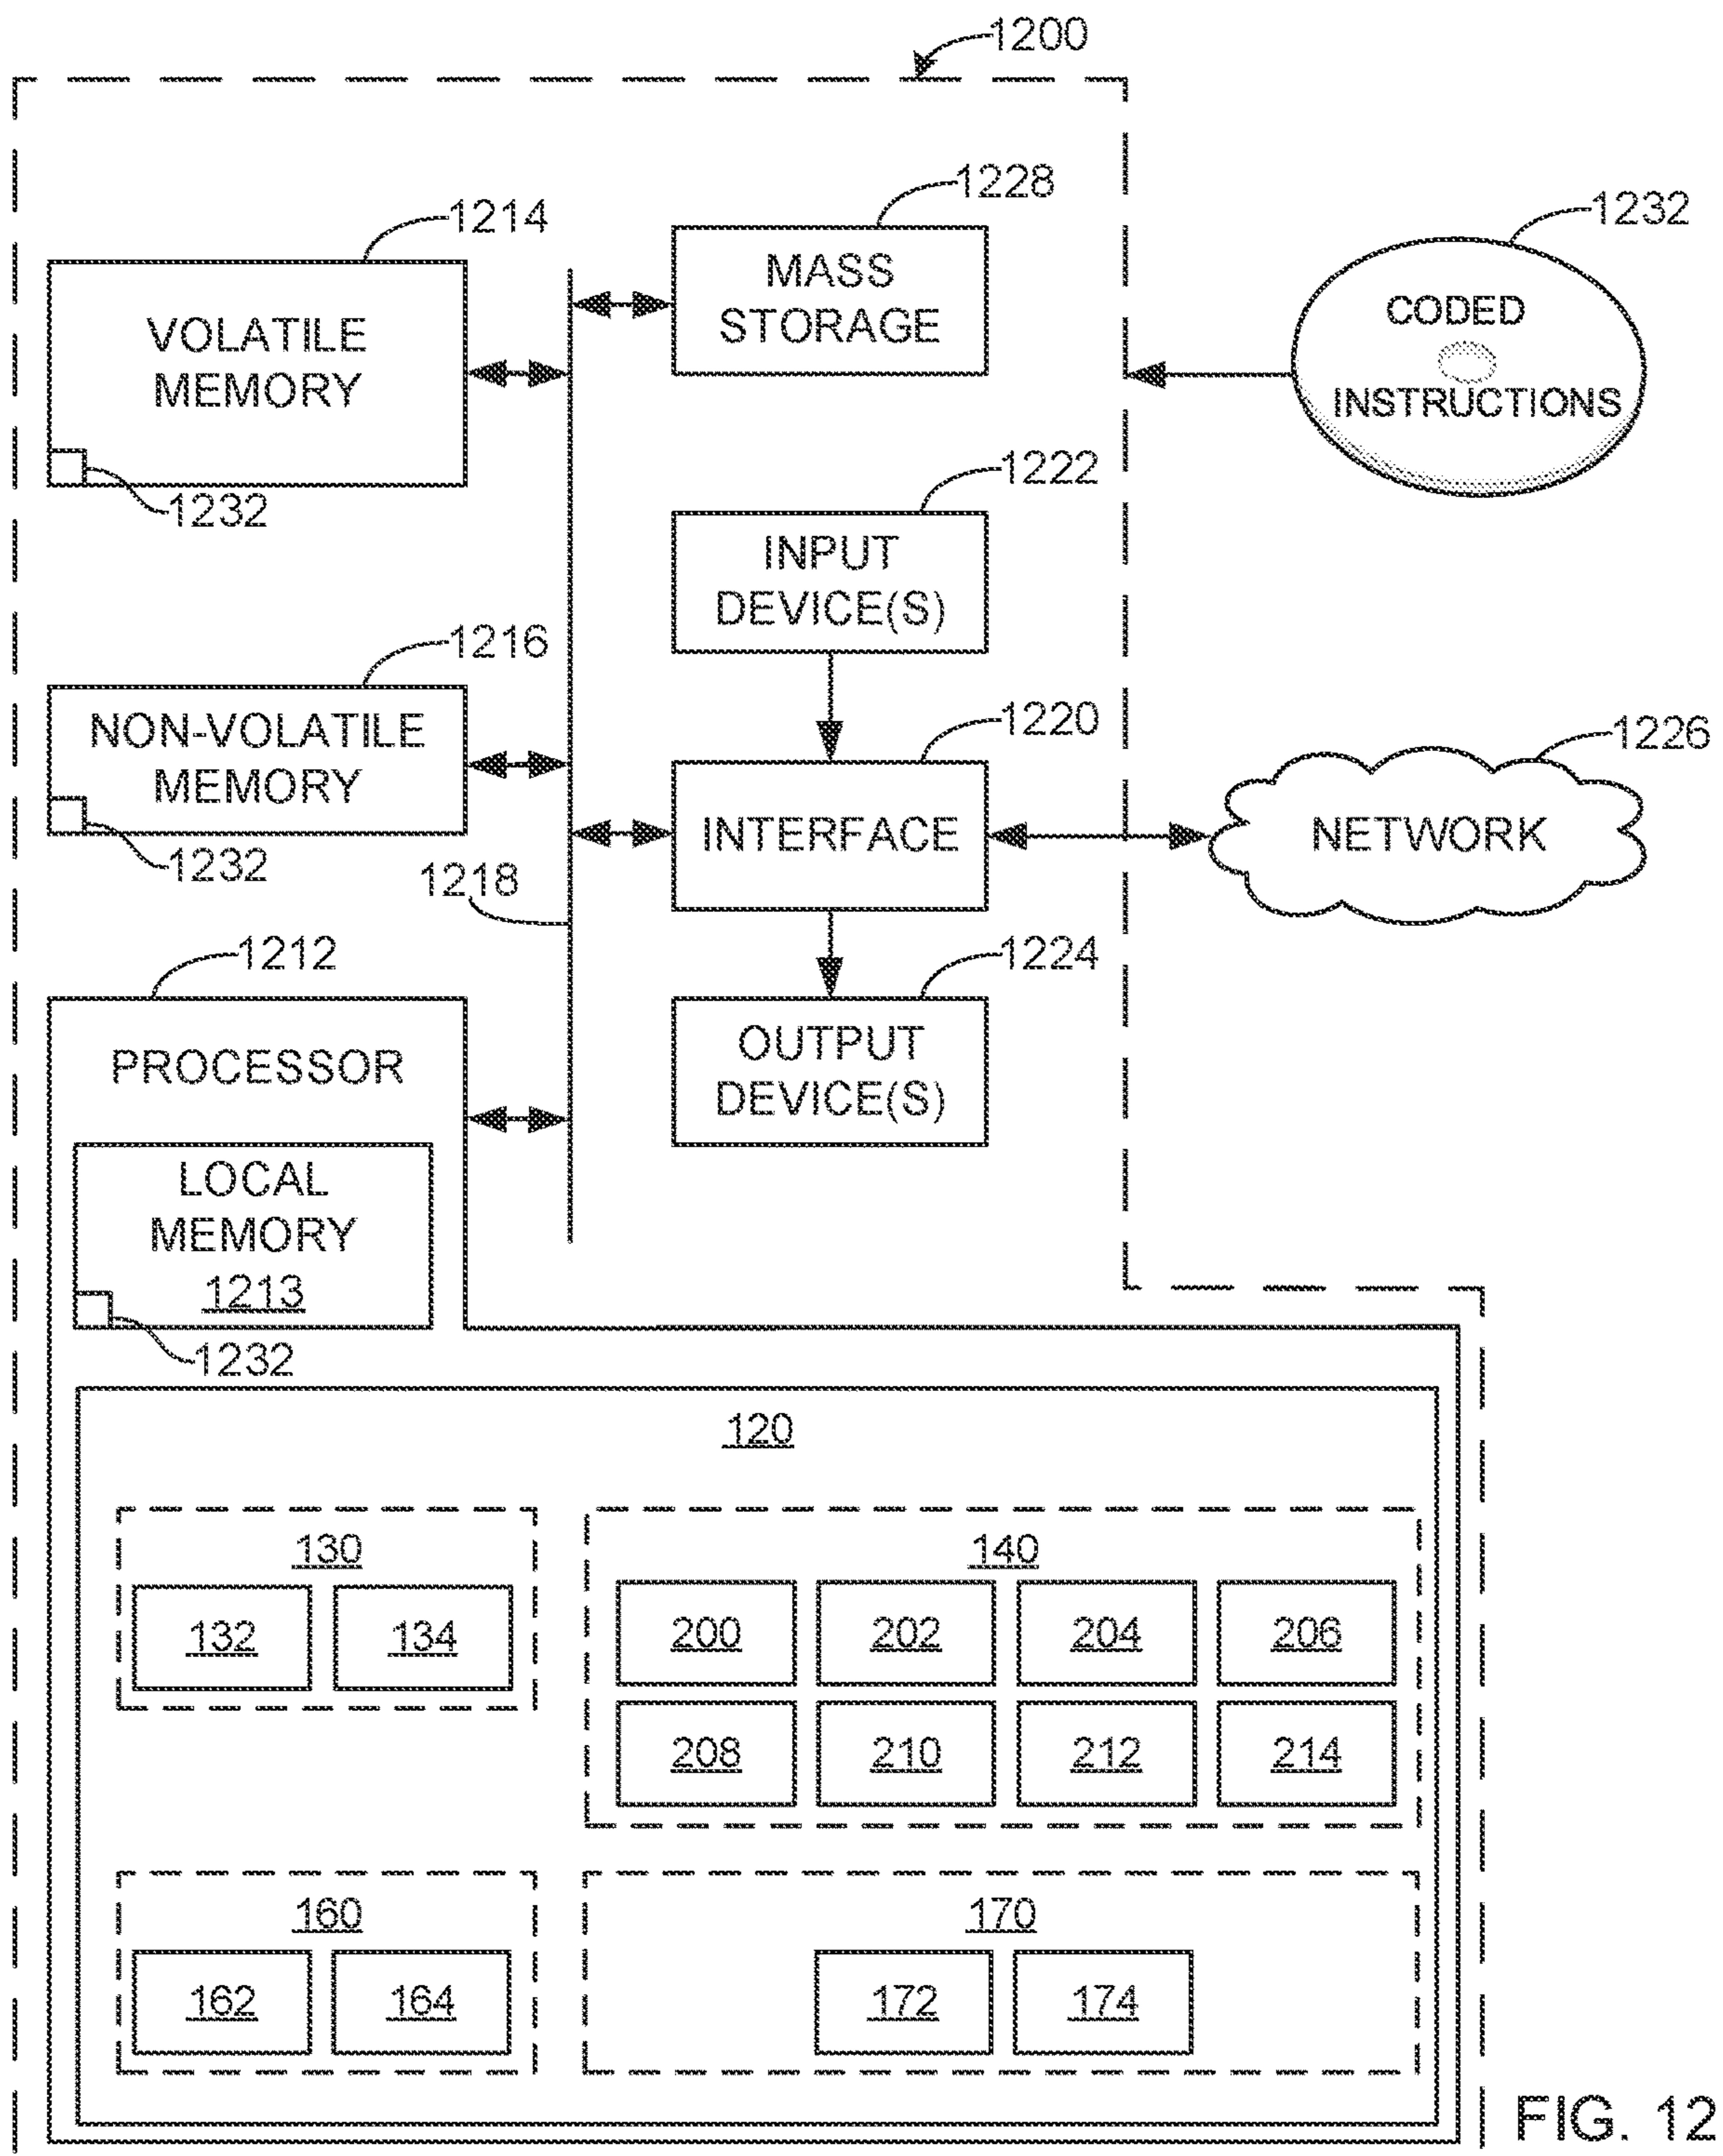 1200
1228
1214
1232
MASS
STORAGE
VOLATILE
MEMORY
CODED
INSTRUCTIONS
1232
1222
INPUT
DEVICE(S)
1216
1220
1226
NON-VOLATILE
MEMORY
INTERFACE
NETWORK
1232
1218
1212
1224
PROCESSOR
OUTPUT
DEVICE(S)
LOCAL
MEMORY
1213
1232
120
130
140
132
134
200
202
204
206
208
210
212
214
160
170
162
164
172
174
FIG. 12